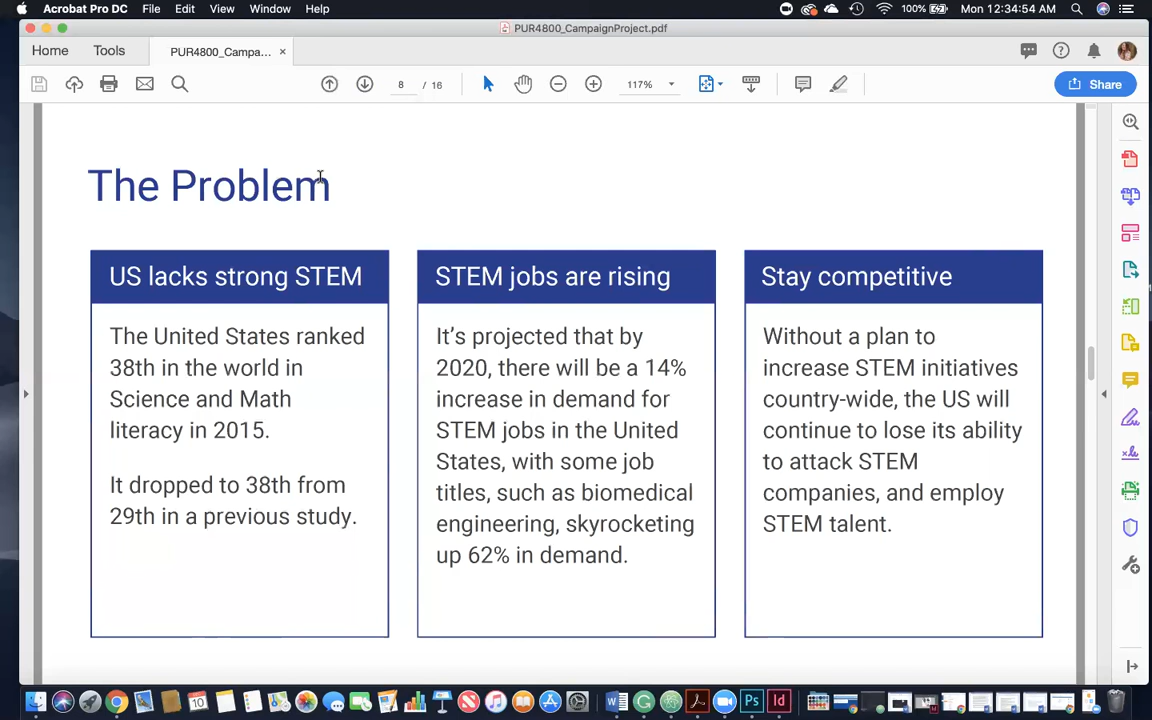 Acrobat Pro DC File Edit View Window Help
100% Mon 12:34:54 AM
PUR4800_CampaignProject.pdf
Home Tools PUR4800_Campa... ×
8 / 16 117% Share
The Problem
US lacks strong STEM
The United States ranked
38th in the world in
Science and Math
literacy in 2015.
It dropped to 38th from
29th in a previous study.
STEM jobs are rising
It’s projected that by
2020, there will be a 14%
increase in demand for
STEM jobs in the United
States, with some job
titles, such as biomedical
engineering, skyrocketing
up 62% in demand.
Stay competitive
Without a plan to
increase STEM initiatives
country-wide, the US will
continue to lose its ability
to attack STEM
companies, and employ
STEM talent.
10 W G Ps Id